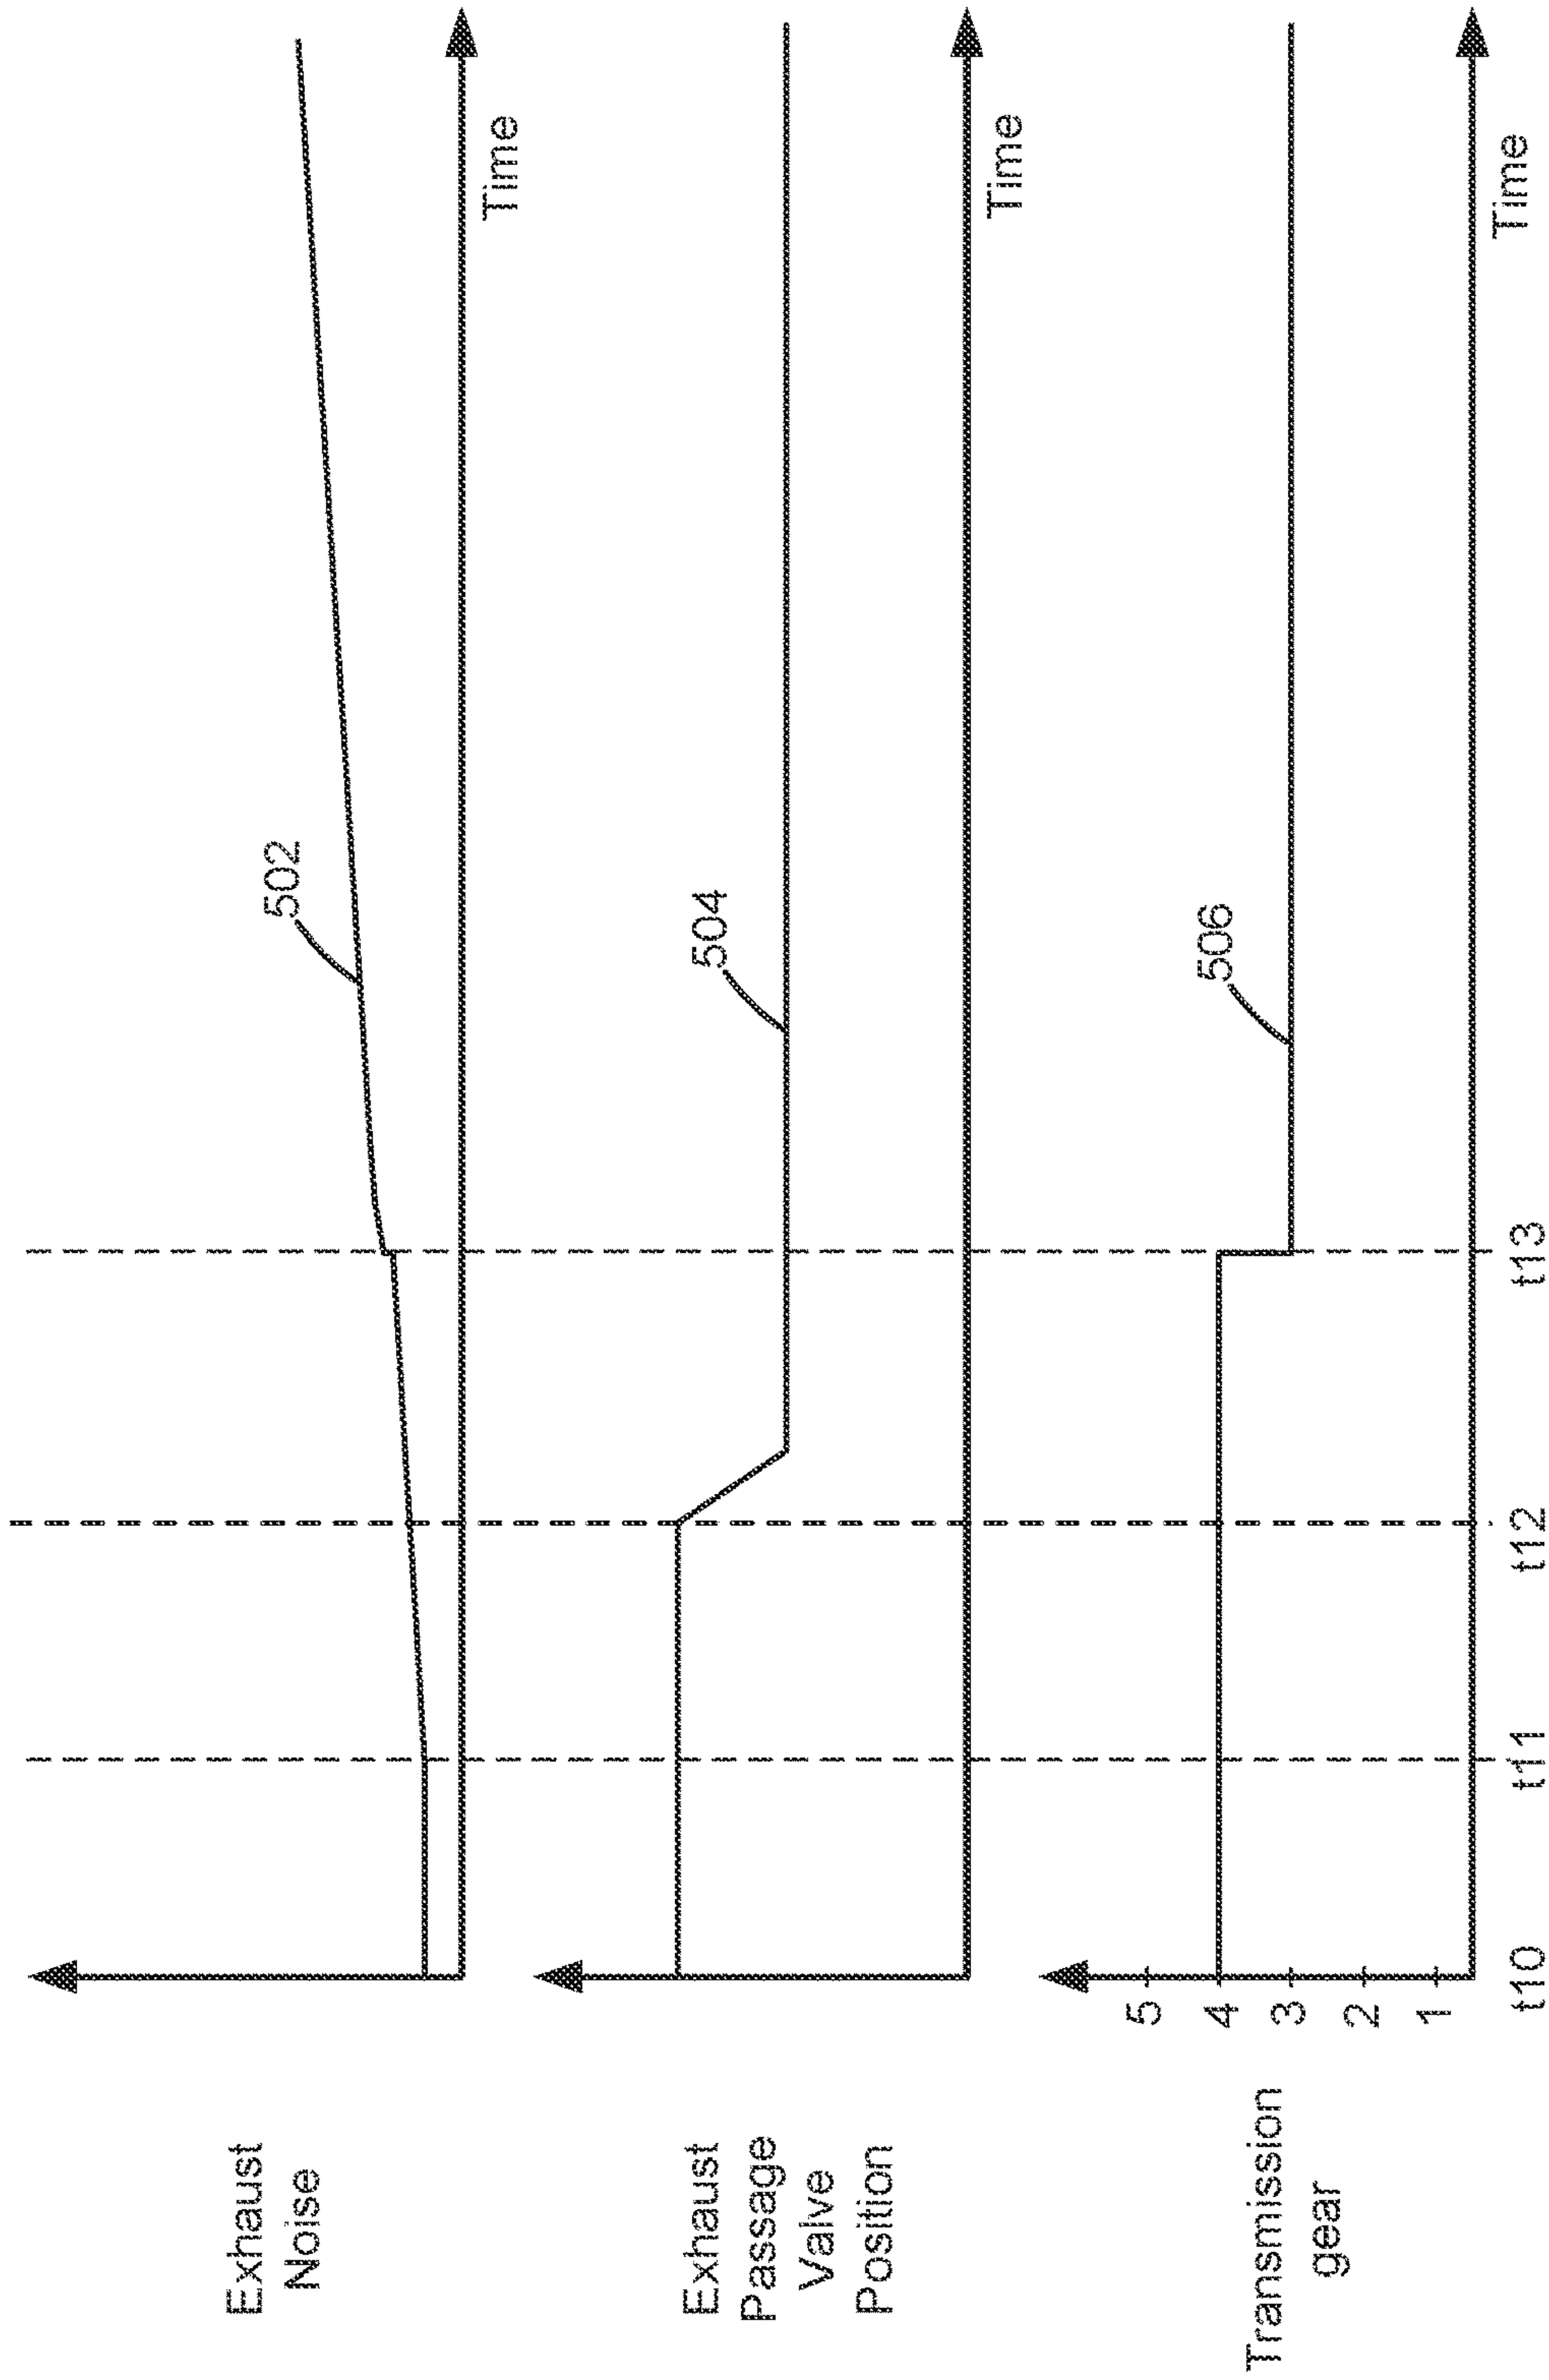 Exhaust
Noise
502
Time
Exhaust
Passage
Valve
Position
504
Time
Transmission
gear
5
4
3
2
1
506
Time
t10
t11
t12
t13